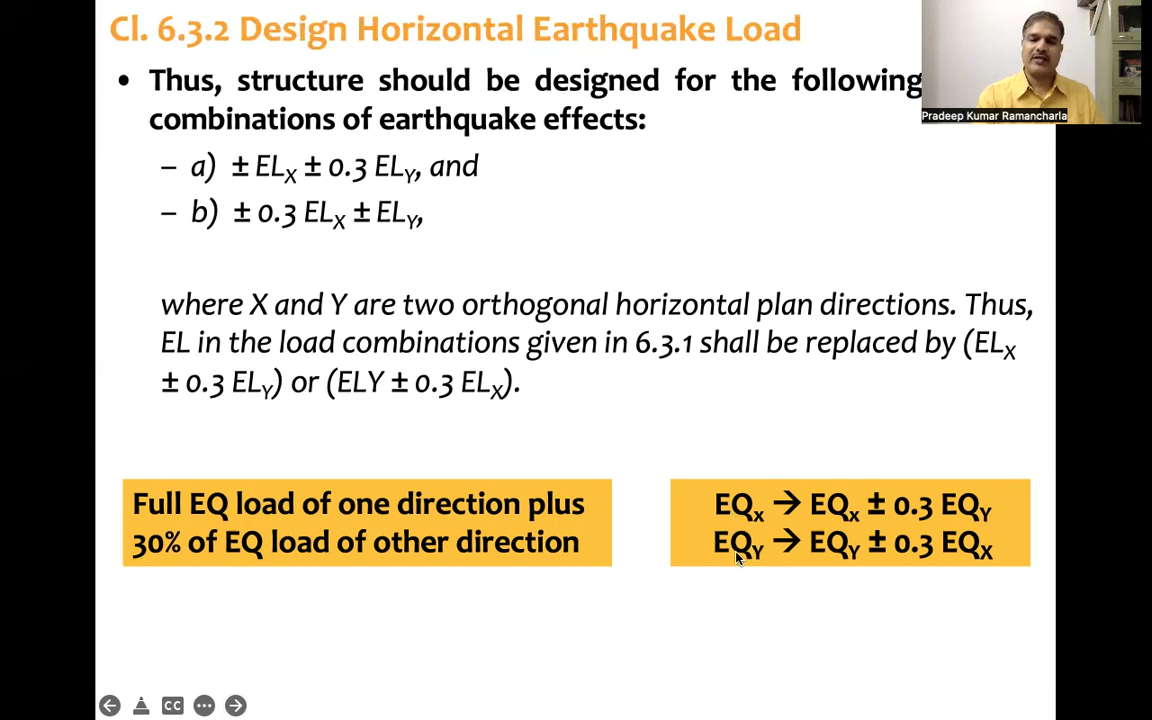 Cl. 6.3.2 Design Horizontal Earthquake Load
• Thus, structure should be designed for the following
combinations of earthquake effects:
– a) ± ELX ± 0.3 ELY, and
– b) ± 0.3 ELX ± ELY,
where X and Y are two orthogonal horizontal plan directions. Thus,
EL in the load combinations given in 6.3.1 shall be replaced by (ELX
± 0.3 ELY) or (ELY ± 0.3 ELX).
Full EQ load of one direction plus
30% of EQ load of other direction
EQx → EQx ± 0.3 EQY
EQY → EQY ± 0.3 EQX
Pradeep Kumar Ramancharla
CC